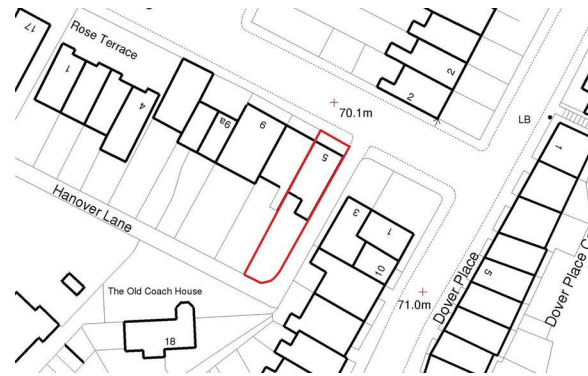 17
Rose Terrace
1
4
9a
9
5
70.1m
2
2
LB
1
3
1
10
Hanover Lane
71.0m
5
Dover Place
Dover Place
The Old Coach House
18